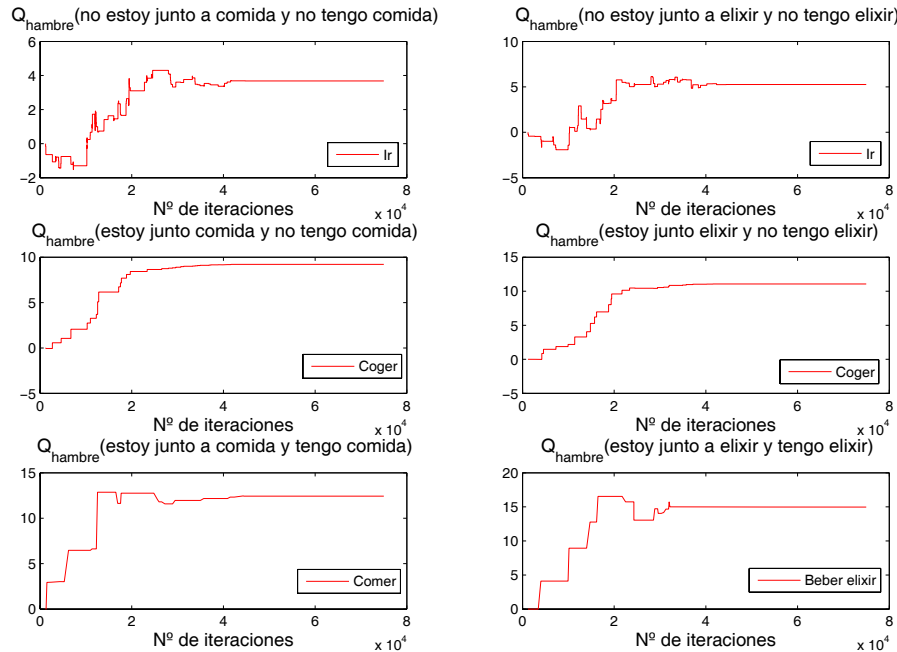 Q_hambre(no estoy junto a comida y no tengo comida)
6
4
2
0
−2
Ir
0
2
4
6
8
Nº de iteraciones
x 10^4
Q_hambre(no estoy junto a elixir y no tengo elixir)
10
5
0
−5
Ir
0
2
4
6
8
Nº de iteraciones
x 10^4
Q_hambre(estoy junto comida y no tengo comida)
10
5
0
−5
Coger
0
2
4
6
8
Nº de iteraciones
x 10^4
Q_hambre(estoy junto elixir y no tengo elixir)
15
10
5
0
−5
Coger
0
2
4
6
8
Nº de iteraciones
x 10^4
Q_hambre(estoy junto a comida y tengo comida)
15
10
5
0
Comer
0
2
4
6
8
Nº de iteraciones
x 10^4
Q_hambre(estoy junto a elixir y tengo elixir)
20
15
10
5
0
Beber elixir
0
2
4
6
8
Nº de iteraciones
x 10^4